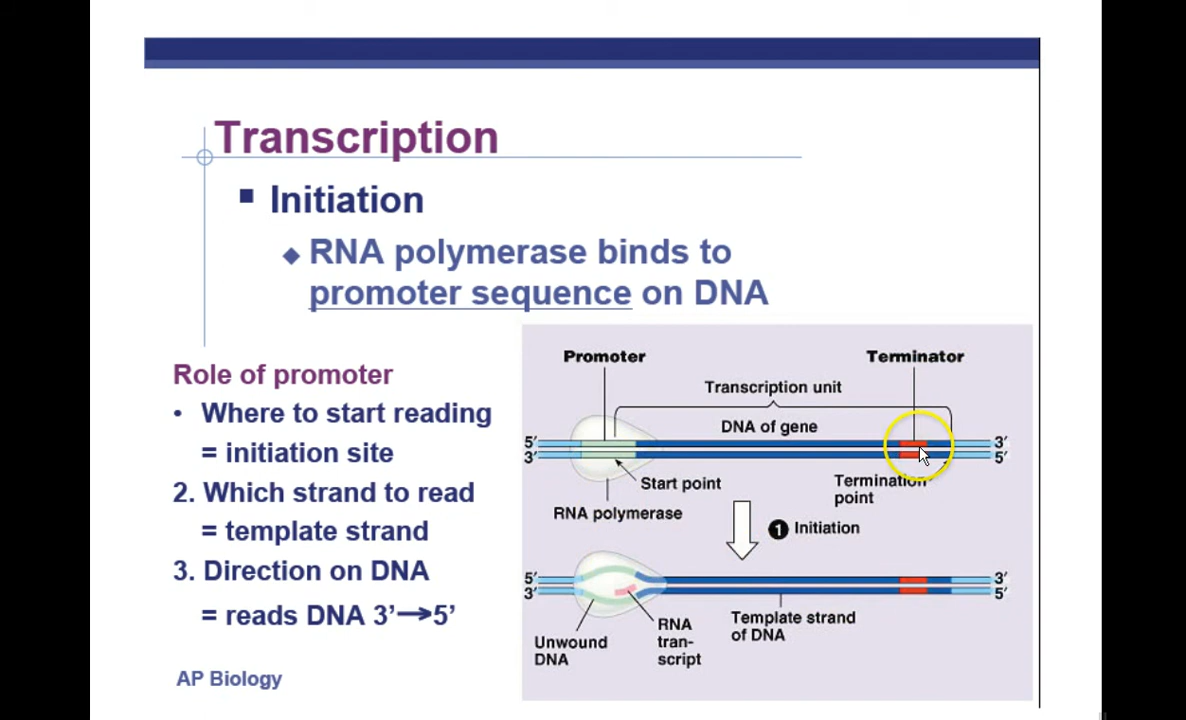 Transcription
Initiation
RNA polymerase binds to
promoter sequence on DNA
Role of promoter
• Where to start reading
= initiation site
2. Which strand to read
= template strand
3. Direction on DNA
= reads DNA 3’→5’
AP Biology
Promoter
Terminator
Transcription unit
DNA of gene
5′
3′
3′
5′
Start point
Termination
point
RNA polymerase
1 Initiation
5′
3′
3′
5′
Unwound
DNA
RNA
tran-
script
Template strand
of DNA